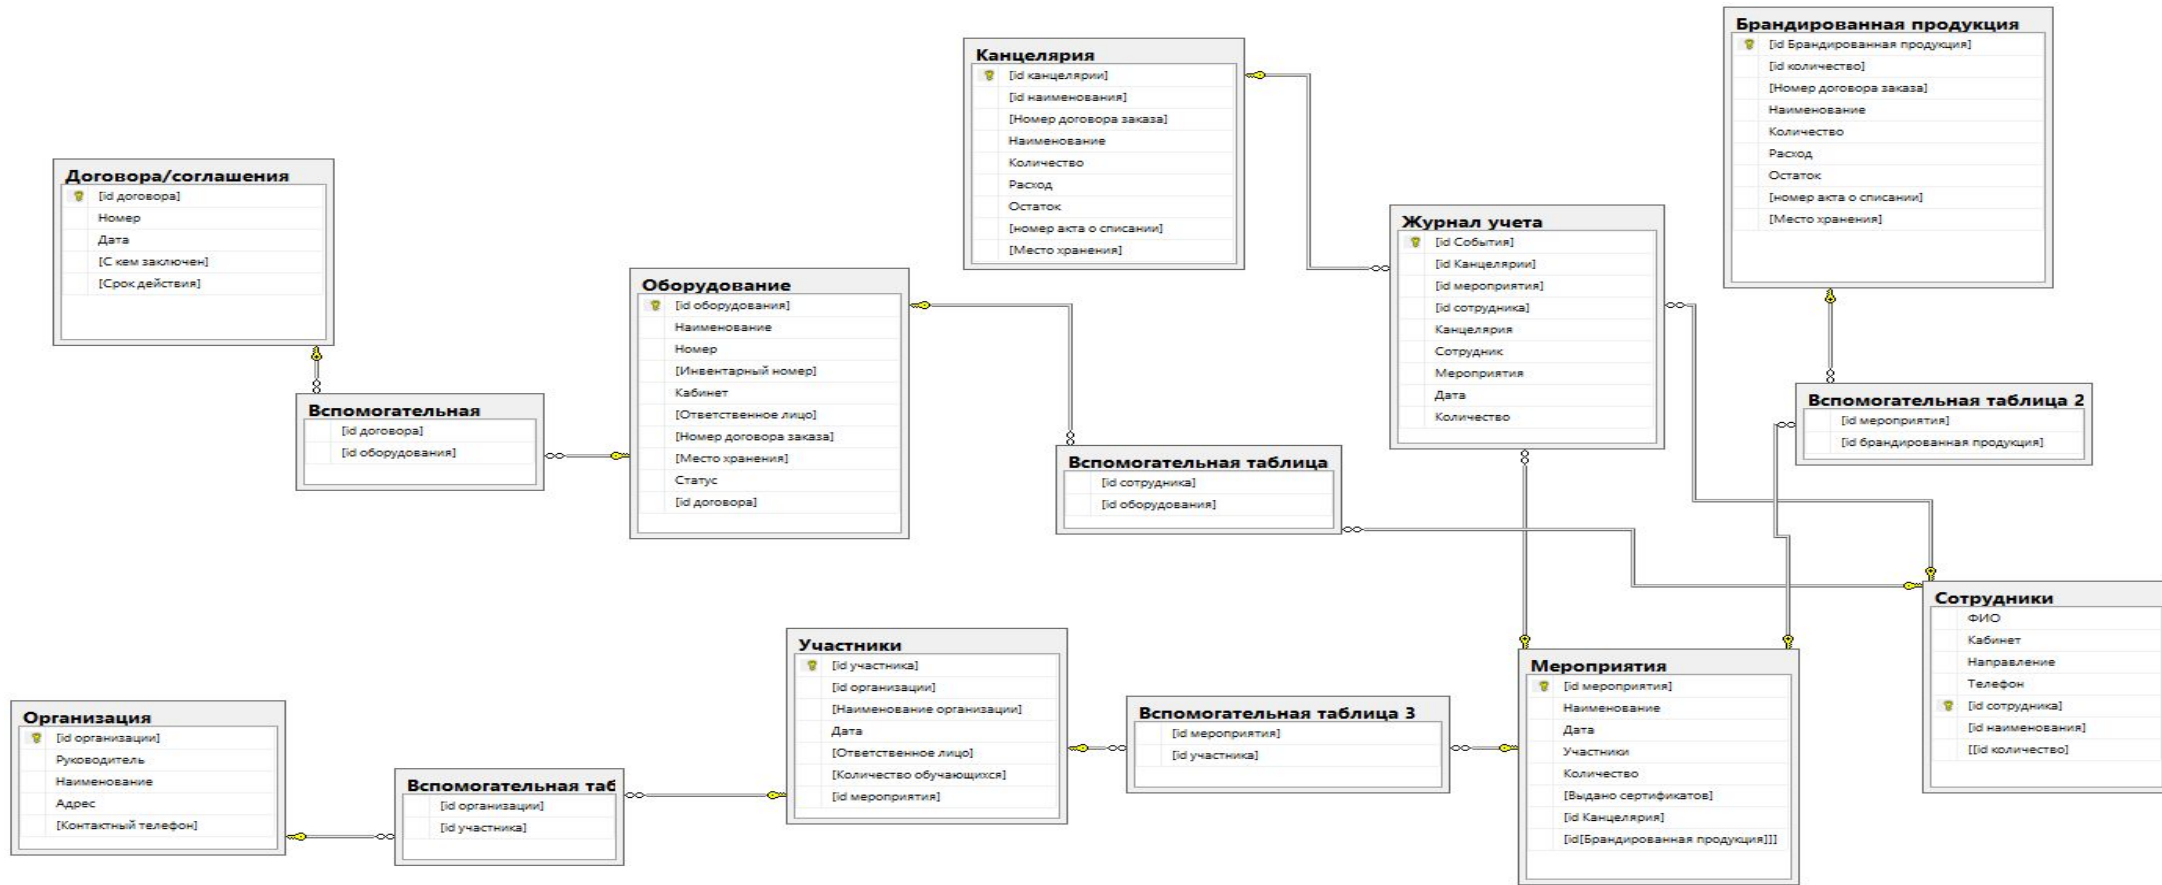 Договора/соглашения
[id договора]
Номер
Дата
[С кем заключен]
[Срок действия]
Вспомогательная
[id договора]
[id оборудования]
Оборудование
[id оборудования]
Наименование
Номер
[Инвентарный номер]
Кабинет
[Ответственное лицо]
[Номер договора заказа]
[Место хранения]
Статус
[id договора]
Канцелярия
[id канцелярии]
[id наименования]
[Номер договора заказа]
Наименование
Количество
Расход
Остаток
[номер акта о списании]
[Место хранения]
Вспомогательная таблица
[id сотрудника]
[id оборудования]
Журнал учета
[id События]
[id Канцелярии]
[id мероприятия]
[id сотрудника]
Канцелярия
Сотрудник
Мероприятия
Дата
Количество
Брандированная продукция
[id Брандированная продукция]
[id количество]
[Номер договора заказа]
Наименование
Количество
Расход
Остаток
[номер акта о списании]
[Место хранения]
Вспомогательная таблица 2
[id мероприятия]
[id брандированная продукция]
Организация
[id организации]
Руководитель
Наименование
Адрес
[Контактный телефон]
Вспомогательная таб
[id организации]
[id участника]
Участники
[id участника]
[id организации]
[Наименование организации]
Дата
[Ответственное лицо]
[Количество обучающихся]
[id мероприятия]
Вспомогательная таблица 3
[id мероприятия]
[id участника]
Мероприятия
[id мероприятия]
Наименование
Дата
Участники
Количество
[Выдано сертификатов]
[id Канцелярия]
[id[Брандированная продукция]]]
Сотрудники
ФИО
Кабинет
Направление
Телефон
[id сотрудника]
[id наименования]
[[id количество]